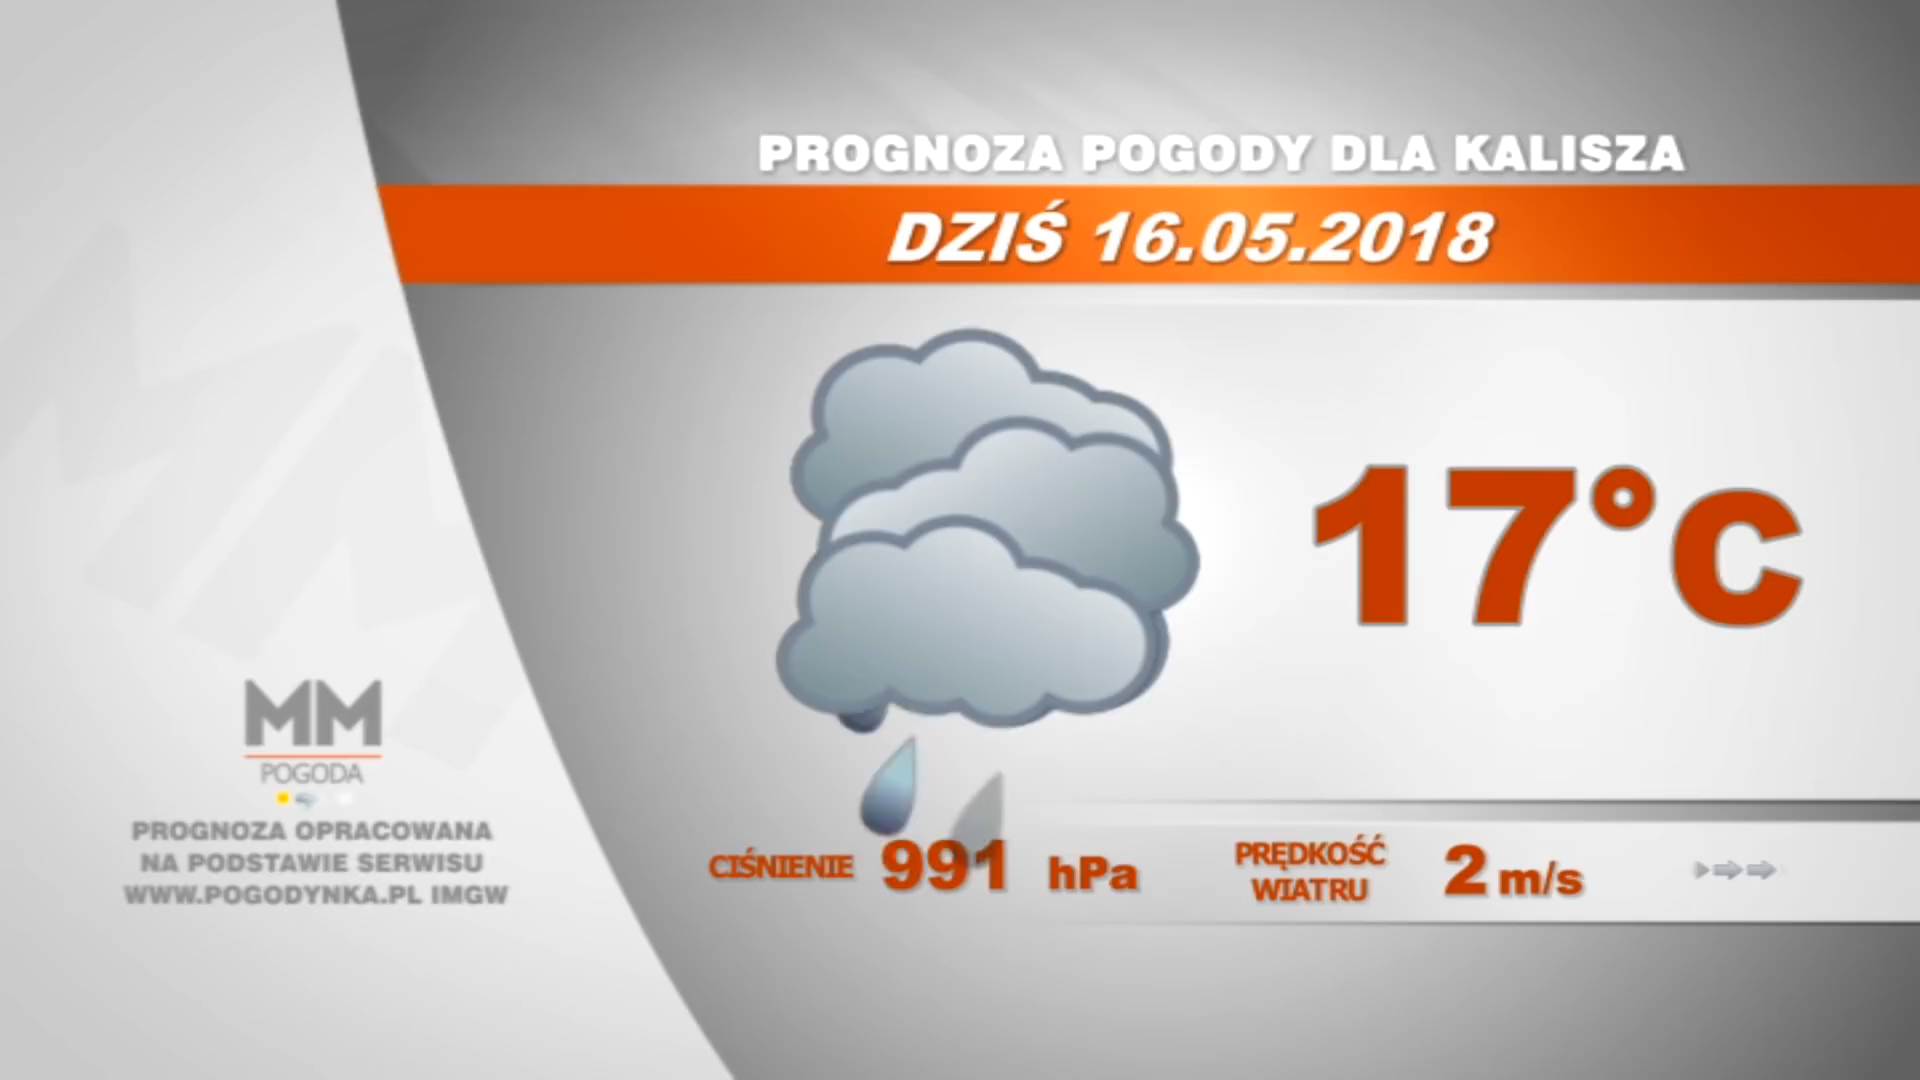 PROGNOZA POGODY DLA KALISZA
DZIŚ 16.05.2018
17°C
CIŚNIENIE 991 hPa
PRĘDKOŚĆ
WIATRU
2 m/s
MM
POGODA
PROGNOZA OPRACOWANA
NA PODSTAWIE SERWISU
WWW.POGODYNKA.PL IMGW